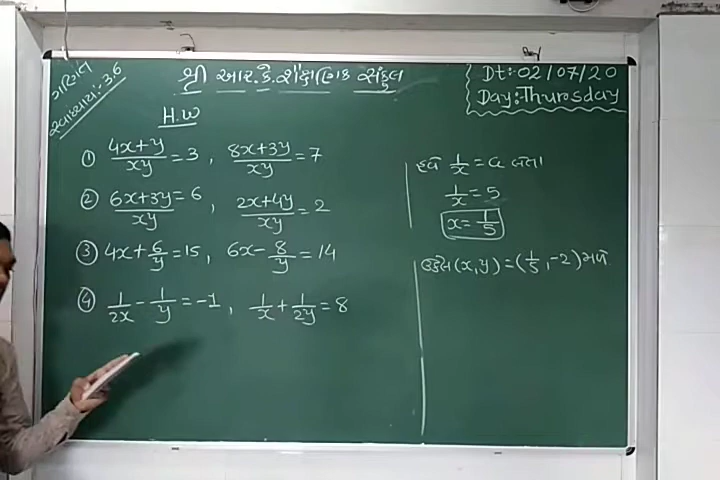 ગણિત
સ્વાધ્યાય: 3.6
શ્રી આર.કે. શૈક્ષણિક સંકુલ
Dt:-02/07/20
Day:-Thursday
H.W
① (4x+y)/(xy) = 3 , (8x+3y)/(xy) = 7
② (6x+3y)/(xy) = 6 , (2x+4y)/(xy) = 2
③ 4x + 6/y = 15 , 6x - 8/y = 14
④ 1/(2x) - 1/y = -1 , 1/x + 1/(2y) = 8
હવે 1/x = a લેતા
1/x = 5
x = 1/5
ઉકેલ (x, y) = (1/5, -2) મળે